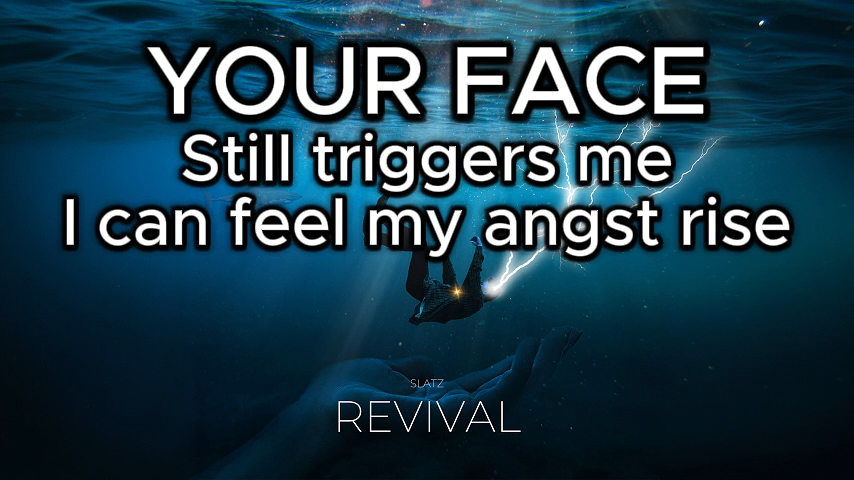 YOUR FACE
Still triggers me
I can feel my angst rise
SLATZ
REVIVAL